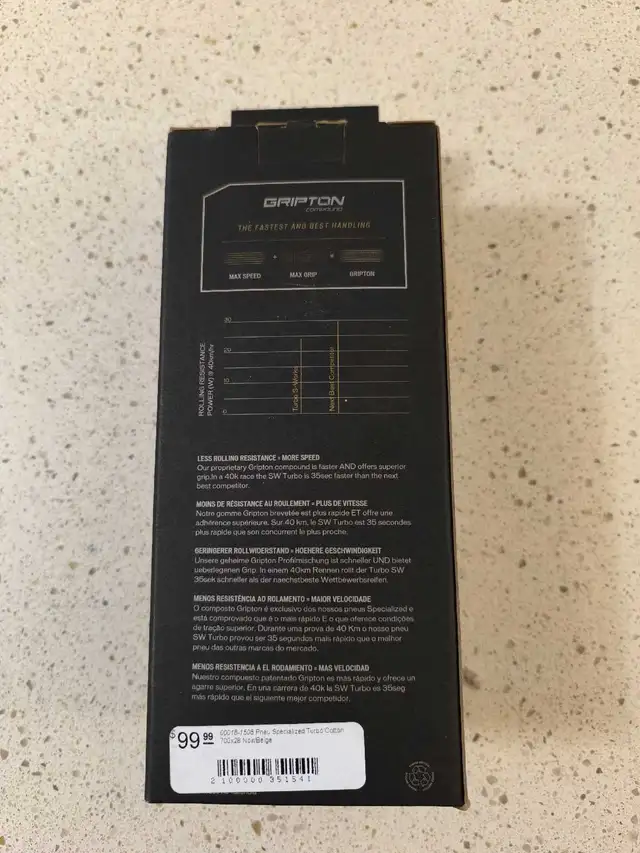 GRIPTON
COMPOUND
THE FASTEST AND BEST HANDLING
MAX SPEED
MAX GRIP
GRIPTON
ROLLING RESISTANCE
POWER (W) @ 40km/hr
30
20
10
0
Turbo S-Works
Next Best Competitor
LESS ROLLING RESISTANCE = MORE SPEED
Our proprietary Gripton compound is faster AND offers superior
grip.In a 40k race the SW Turbo is 35sec faster than the next
best competitor.
MOINS DE RÉSISTANCE AU ROULEMENT = PLUS DE VITESSE
Notre gomme Gripton brevetée est plus rapide ET offre une
adhérence supérieure. Sur 40 km, le SW Turbo est 35 secondes
plus rapide que son concurrent le plus proche.
GERINGERER ROLLWIDERSTAND = HOEHERE GESCHWINDIGKEIT
Unsere geheime Gripton Profilmischung ist schneller UND bietet
ueberlegenen Grip. In einem 40km Rennen rollt der Turbo SW
35sek schneller als der naechstbeste Wettbewerbsreifen.
MENOS RESISTÊNCIA AO ROLAMENTO = MAIOR VELOCIDADE
O composto Gripton é exclusivo dos nossos pneus Specialized e
está comprovado que é o mais rápido E o que oferece condições
de tração superior. Durante uma prova de 40 Km o nosso pneu
SW Turbo provou ser 35 segundos mais rápido que o melhor
pneu das outras marcas do mercado.
MENOS RESISTENCIA A EL RODAMIENTO = MAS VELOCIDAD
Nuestro compuesto patentado Gripton es más rápido y ofrece un
agarre superior. En una carrera de 40k la SW Turbo es 35seg
más rápido que el siguiente mejor competidor.
$99.99
00018-1508 Pneu Specialized Turbo Cotton
700x28 Noir/Beige
2 100000 351541